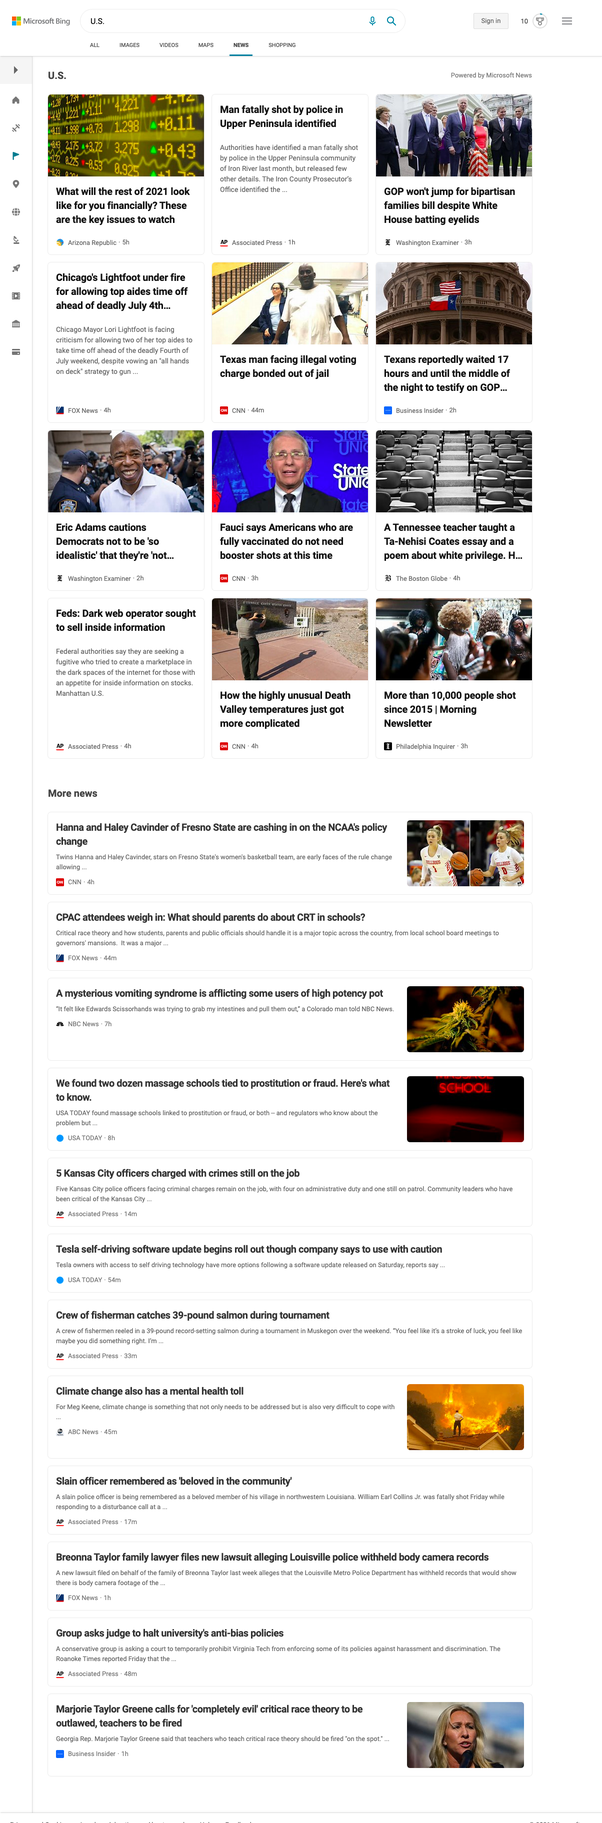 Microsoft Bing
U.S.
Sign in
10
ALL IMAGES VIDEOS MAPS NEWS SHOPPING
U.S.
Powered by Microsoft News
What will the rest of 2021 look
like for you financially? These
are the key issues to watch
Arizona Republic · 5h
Man fatally shot by police in
Upper Peninsula identified
Authorities have identified a man fatally shot
by police in the Upper Peninsula community
of Iron River last month, but released few
other details. The Iron County Prosecutor's
Office identified the ...
AP Associated Press · 1h
GOP won't jump for bipartisan
families bill despite White
House batting eyelids
Washington Examiner · 3h
Chicago's Lightfoot under fire
for allowing top aides time off
ahead of deadly July 4th...
Chicago Mayor Lori Lightfoot is facing
criticism for allowing two of her top aides to
take time off ahead of the deadly Fourth of
July weekend, despite vowing an "all hands
on deck" strategy to gun ...
FOX News · 4h
Texas man facing illegal voting
charge bonded out of jail
CNN · 44m
Texans reportedly waited 17
hours and until the middle of
the night to testify on GOP...
Business Insider · 2h
Eric Adams cautions
Democrats not to be 'so
idealistic' that they're 'not...
Washington Examiner · 2h
Fauci says Americans who are
fully vaccinated do not need
booster shots at this time
CNN · 3h
A Tennessee teacher taught a
Ta-Nehisi Coates essay and a
poem about white privilege. H...
The Boston Globe · 4h
Feds: Dark web operator sought
to sell inside information
Federal authorities say they are seeking a
fugitive who tried to create a marketplace in
the dark spaces of the internet for those with
an appetite for inside information on stocks.
Manhattan U.S.
AP Associated Press · 4h
How the highly unusual Death
Valley temperatures just got
more complicated
CNN · 4h
More than 10,000 people shot
since 2015 | Morning
Newsletter
Philadelphia Inquirer · 3h
More news
Hanna and Haley Cavinder of Fresno State are cashing in on the NCAA's policy
change
Twins Hanna and Haley Cavinder, stars on Fresno State's women's basketball team, are early faces of the rule change
allowing ...
CNN · 4h
CPAC attendees weigh in: What should parents do about CRT in schools?
Critical race theory and how students, parents and public officials should handle it is a major topic across the country, from local school board meetings to
governors' mansions. It was a major ...
FOX News · 44m
A mysterious vomiting syndrome is afflicting some users of high potency pot
"It felt like Edwards Scissorhands was trying to grab my intestines and pull them out," a Colorado man told NBC News.
NBC News · 7h
We found two dozen massage schools tied to prostitution or fraud. Here's what
to know.
USA TODAY found massage schools linked to prostitution or fraud, or both – and regulators who know about the
problem but ...
USA TODAY · 8h
SCHOOL
5 Kansas City officers charged with crimes still on the job
Five Kansas City police officers facing criminal charges remain on the job, with four on administrative duty and one still on patrol. Community leaders who have
been critical of the Kansas City ...
AP Associated Press · 14m
Tesla self-driving software update begins roll out though company says to use with caution
Tesla owners with access to self driving technology have more options following a software update released on Saturday, reports say ...
USA TODAY · 54m
Crew of fisherman catches 39-pound salmon during tournament
A crew of fishermen reeled in a 39-pound record-setting salmon during a tournament in Muskegon over the weekend. "You feel like it's a stroke of luck, you feel like
maybe you did something right. I'm ...
AP Associated Press · 33m
Climate change also has a mental health toll
For Meg Keene, climate change is something that not only needs to be addressed but is also very difficult to cope with
...
ABC News · 45m
Slain officer remembered as 'beloved in the community'
A slain police officer is being remembered as a beloved member of his village in northwestern Louisiana. William Earl Collins Jr. was fatally shot Friday while
responding to a disturbance call at a ...
AP Associated Press · 17m
Breonna Taylor family lawyer files new lawsuit alleging Louisville police withheld body camera records
A new lawsuit filed on behalf of the family of Breonna Taylor last week alleges that the Louisville Metro Police Department has withheld records that would show
there is body camera footage of the ...
FOX News · 1h
Group asks judge to halt university's anti-bias policies
A conservative group is asking a court to temporarily prohibit Virginia Tech from enforcing some of its policies against harassment and discrimination. The
Roanoke Times reported Friday that the ...
AP Associated Press · 48m
Marjorie Taylor Greene calls for 'completely evil' critical race theory to be
outlawed, teachers to be fired
Georgia Rep. Marjorie Taylor Greene said that teachers who teach critical race theory should be fired "on the spot." ...
Business Insider · 1h